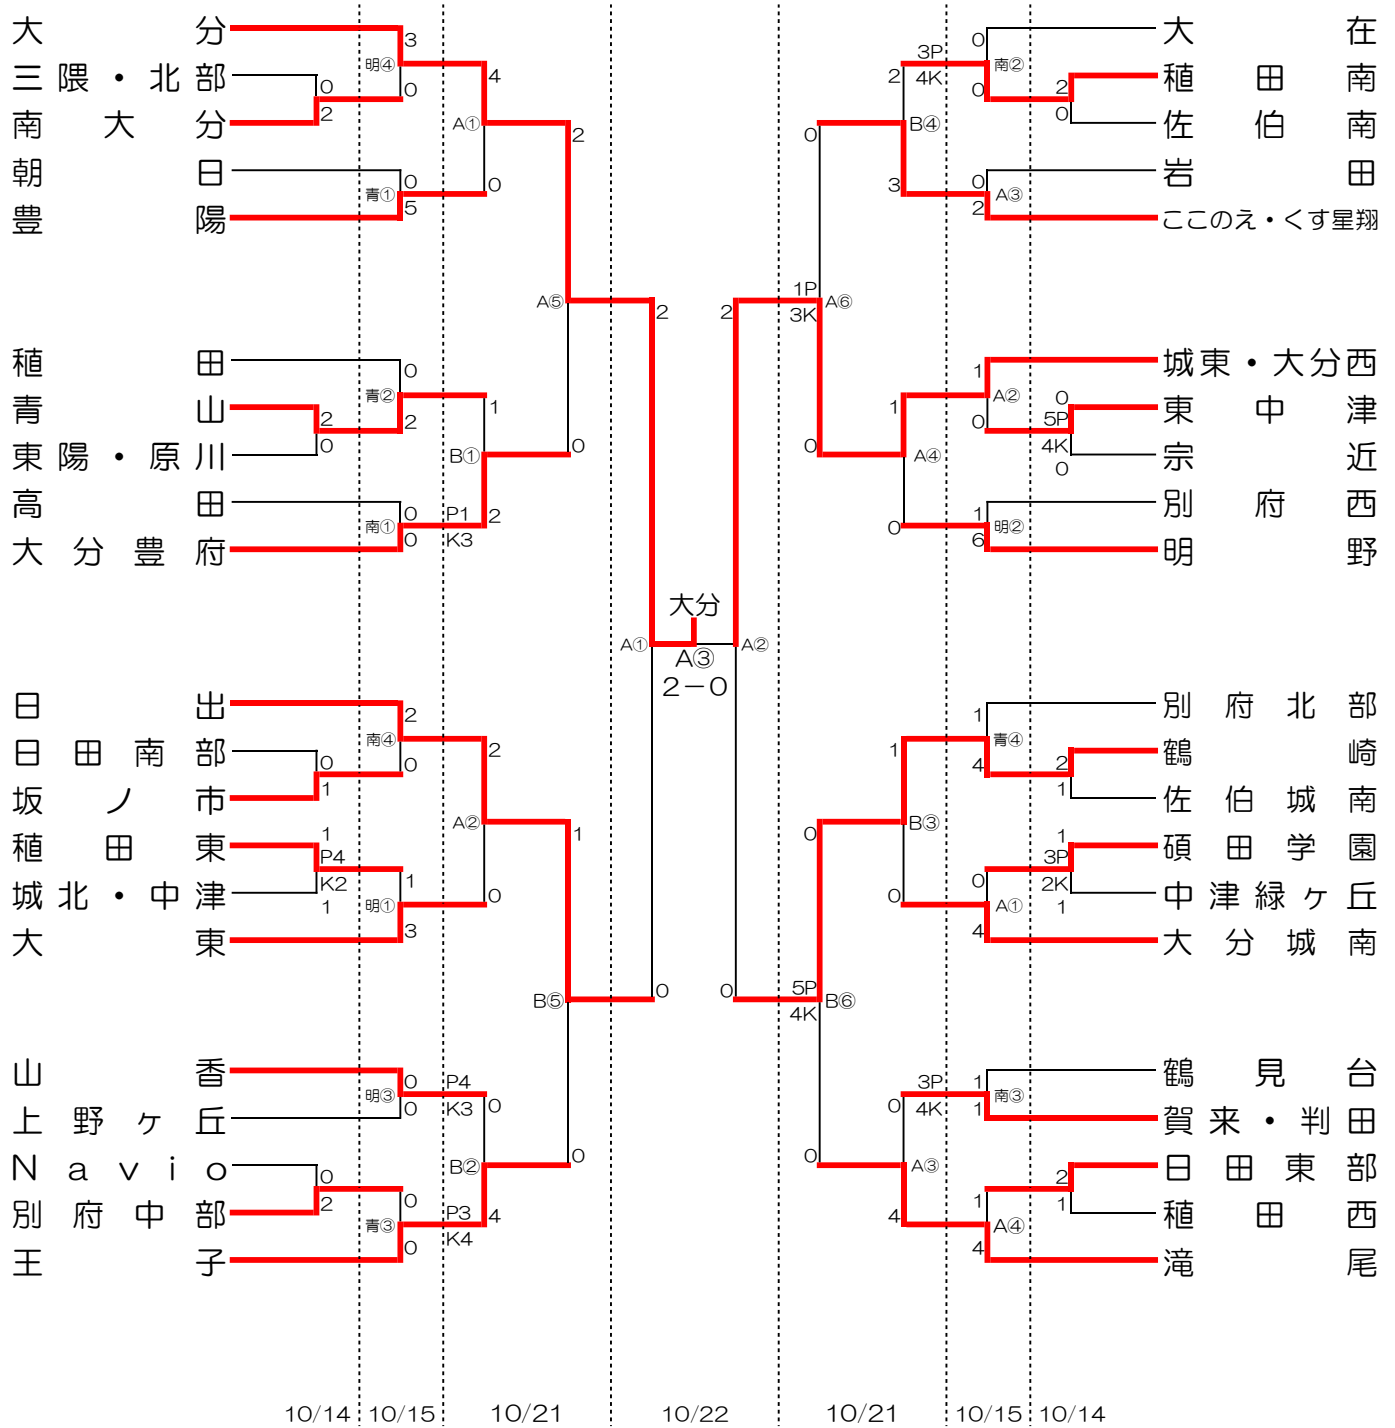 大分
三隈・北部
南大分
朝日
豊陽
稙田
青山
東陽・原川
高田
大分豊府
日出
日田南部
坂ノ市
稙田東
城北・中津
大東
山香
上野ヶ丘
Navio
別府中部
王子
0
2
2
0
0
1
1
P4
K2
1
0
2
3
明④
0
0
青①
5
0
青②
2
0
南①
0
P1
K3
2
南④
0
1
明①
3
0
明③
0
P4
K3
0
青③
0
P3
K4
4
A①
0
1
B①
2
2
A②
0
0
B②
4
2
A⑤
0
1
B⑤
0
2
A①
0
大分
A③
2-0
2
A②
0
0
1P
A⑥
3K
0
0
5P
B⑥
4K
0
2
B④
3
1
A④
0
1
B③
0
0
A③
4
3P
4K
0
南②
0
0
A③
2
1
A②
0
1
明②
6
1
青④
4
0
A①
4
3P
4K
1
南③
1
1
A④
4
2
0
0
5P
4K
0
2
1
1
3P
2K
1
2
1
大在
稙田南
佐伯南
岩田
ここのえ・くす星翔
城東・大分西
東中津
宗近
別府西
明野
別府北部
鶴崎
佐伯城南
碩田学園
中津緑ヶ丘
大分城南
鶴見台
賀来・判田
日田東部
稙田西
滝尾
10/14 10/15 10/21 10/22 10/21 10/15 10/14